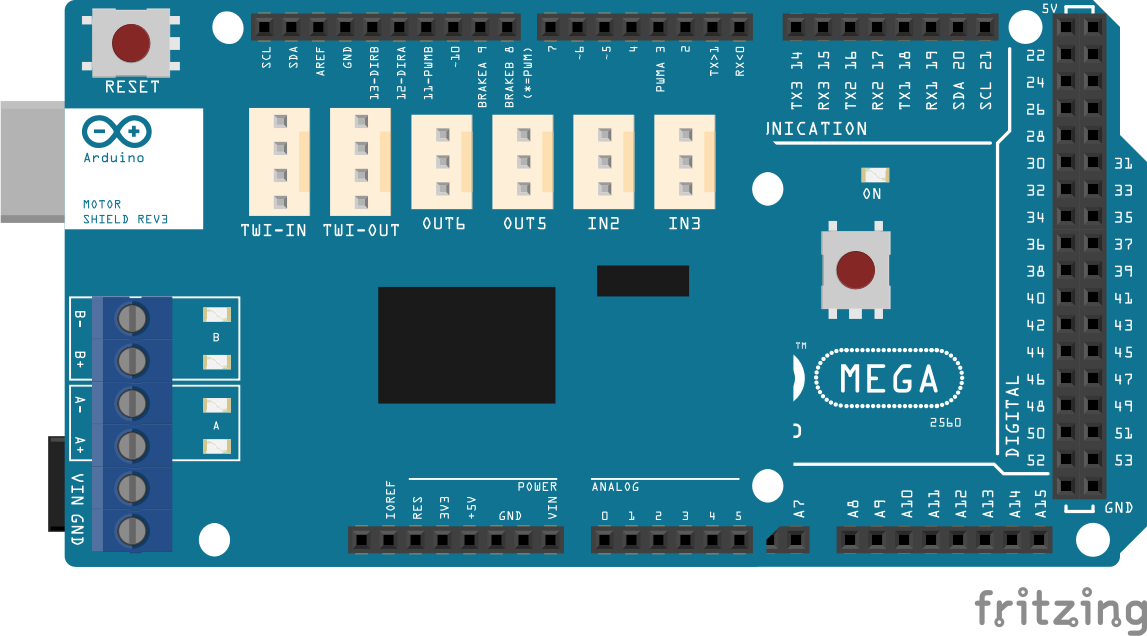 5V
SCL
SDA
AREF
GND
13-DIRB
12-DIRA
11-PWMB
~10
BRAKEA 9
BRAKEB 8
(*=PWM)
7
~6
~5
4
PWMA 3
2
TX>1
RX<0
TX3 14
RX3 15
TX2 16
RX2 17
TX1 18
RX1 19
SDA 20
SCL 21
RESET
UNICATION
Arduino
MOTOR
SHIELD REV3
TWI-IN
TWI-OUT
OUT6
OUT5
IN2
IN3
ON
22
24
26
28
30 31
32 33
34 35
36 37
38 39
40 41
42 43
44 45
46 47
48 49
50 51
52 53
DIGITAL
GND
B-
B
B+
A-
A
A+
VIN GND
TM
MEGA
2560
O
POWER
ANALOG
IOREF
RES
3V3
+5V
GND
VIN
0
1
2
3
4
5
A7
A8
A9
A10
A11
A12
A13
A14
A15
fritzing